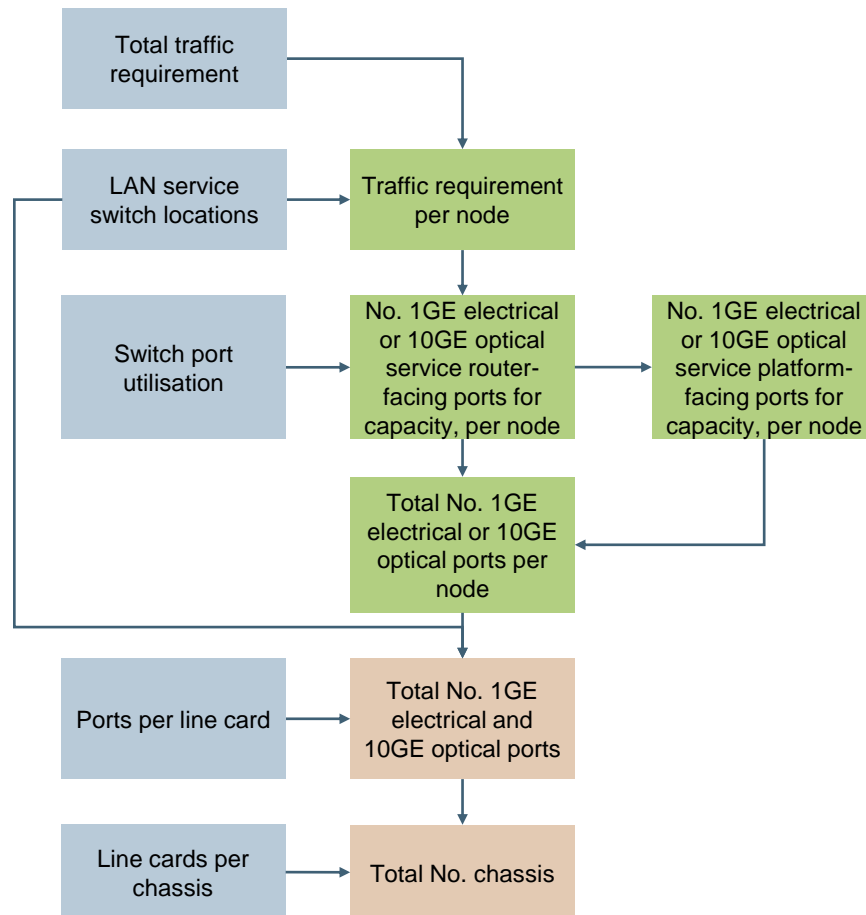 Total traffic
requirement
LAN service
switch locations
Traffic requirement
per node
Switch port
utilisation
No. 1GE electrical
or 10GE optical
service router-
facing ports for
capacity, per node
No. 1GE electrical
or 10GE optical
service platform-
facing ports for
capacity, per node
Total No. 1GE
electrical or 10GE
optical ports per
node
Ports per line card
Total No. 1GE
electrical and
10GE optical ports
Line cards per
chassis
Total No. chassis